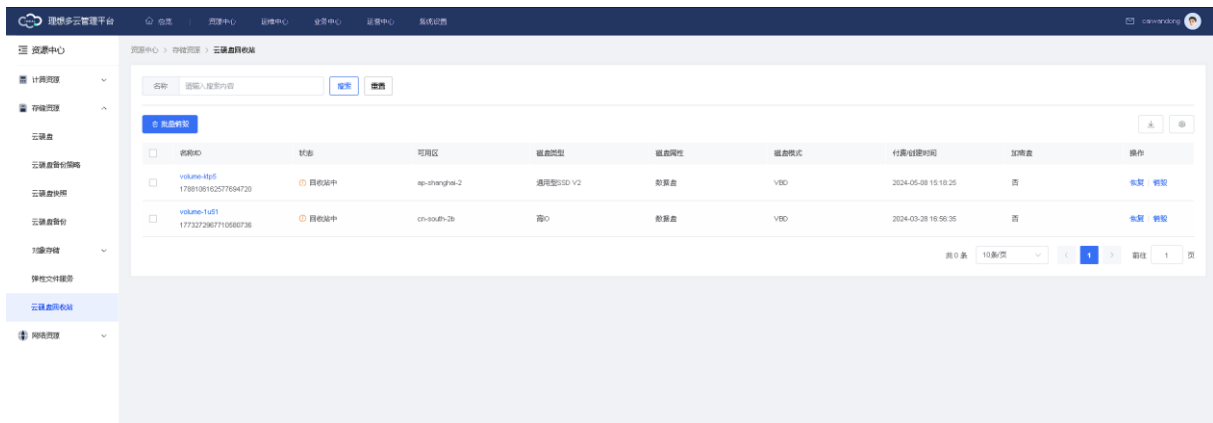 理想多云管理平台
总览
资源中心
运维中心
业务中心
运营中心
系统设置
caiwandong
资源中心
资源中心 > 存储资源 > 云硬盘回收站
计算资源
存储资源
云硬盘
云硬盘备份策略
云硬盘快照
云硬盘备份
对象存储
弹性文件服务
云硬盘回收站
网络资源
名称 请输入搜索内容 搜索 重置
批量销毁
名称/ID 状态 可用区 磁盘类型 磁盘属性 磁盘模式 付费/创建时间 加密盘 操作
volume-ktp5
1788106162577694720
回收站中 ap-shanghai-2 通用型SSD V2 数据盘 VBD 2024-05-08 15:18:25 否 恢复 销毁
volume-1u51
1773272967710580736
回收站中 cn-south-2b 高IO 数据盘 VBD 2024-03-28 16:56:35 否 恢复 销毁
共 0 条 10条/页 1 前往 1 页